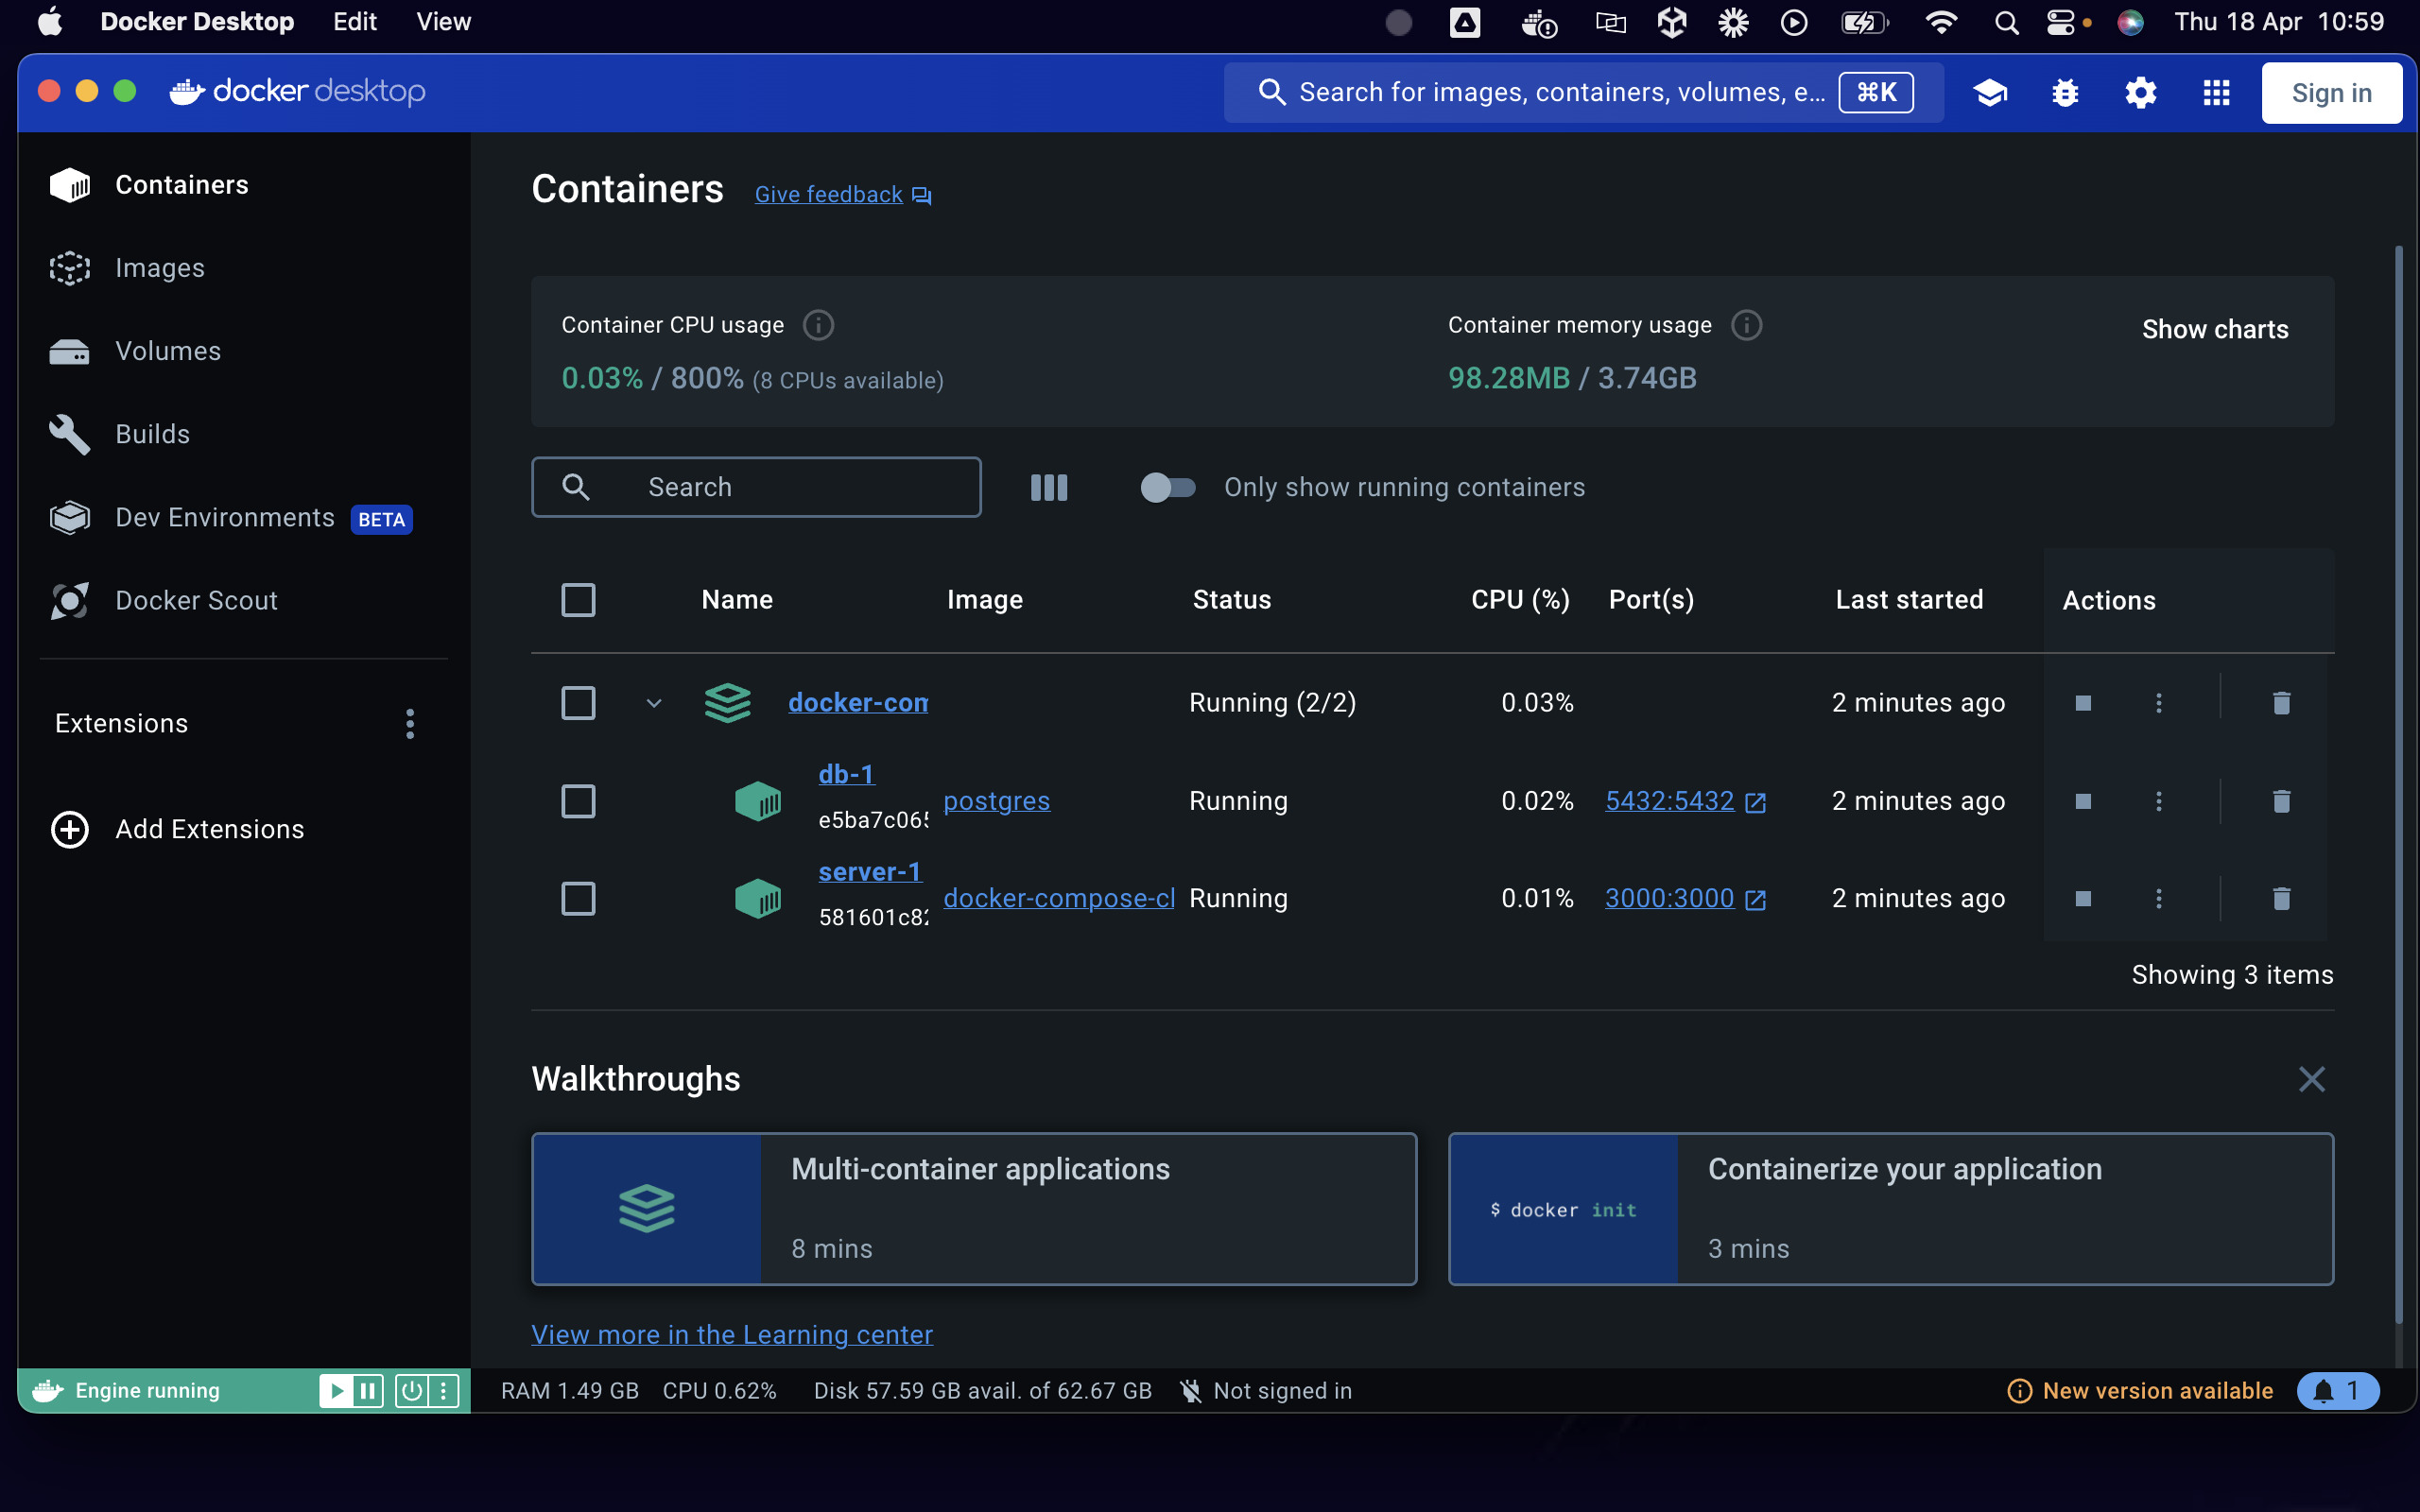 Docker Desktop Edit View Thu 18 Apr 10:59
docker desktop Search for images, containers, volumes, e... ⌘K Sign in
Containers
Images
Volumes
Builds
Dev Environments BETA
Docker Scout
Extensions
Add Extensions
Containers Give feedback
Container CPU usage
0.03% / 800% (8 CPUs available)
Container memory usage
98.28MB / 3.74GB
Show charts
Search Only show running containers
Name Image Status CPU (%) Port(s) Last started Actions
docker-com Running (2/2) 0.03% 2 minutes ago
db-1
e5ba7c065 postgres Running 0.02% 5432:5432 2 minutes ago
server-1
581601c82 docker-compose-cl Running 0.01% 3000:3000 2 minutes ago
Showing 3 items
Walkthroughs
Multi-container applications
8 mins
$ docker init
Containerize your application
3 mins
View more in the Learning center
Engine running RAM 1.49 GB CPU 0.62% Disk 57.59 GB avail. of 62.67 GB Not signed in New version available 1